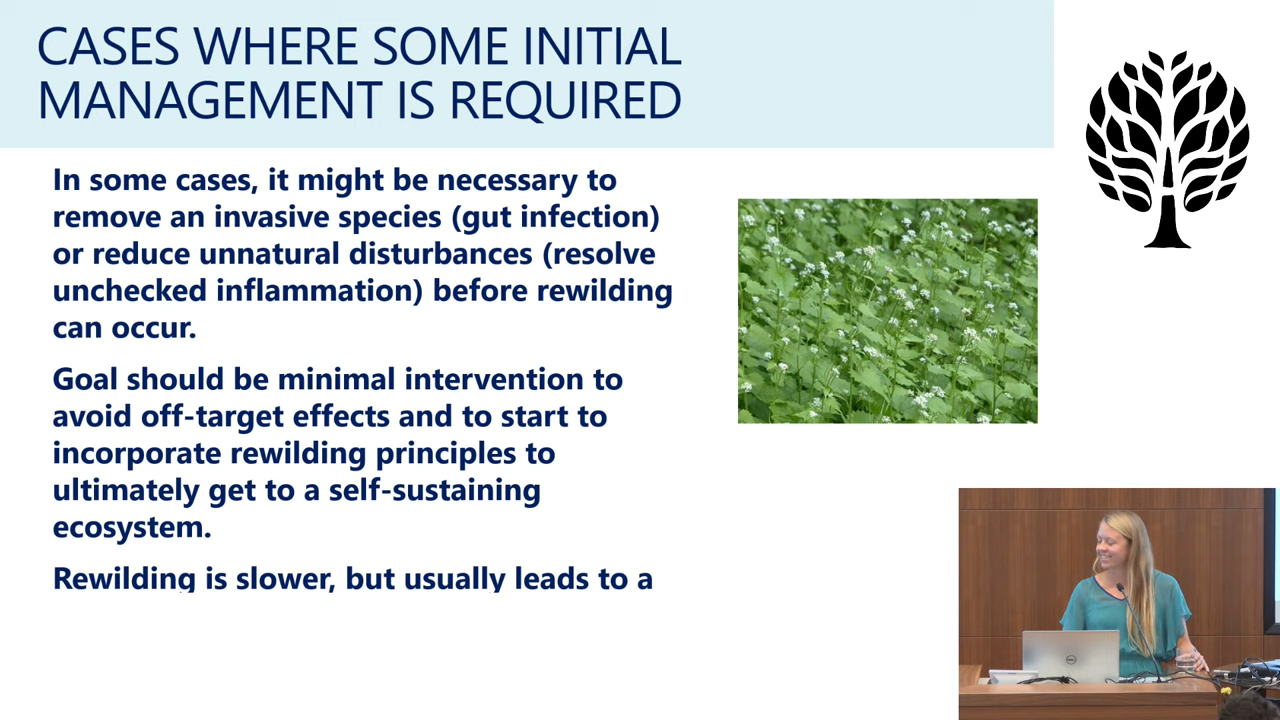 CASES WHERE SOME INITIAL
MANAGEMENT IS REQUIRED
In some cases, it might be necessary to
remove an invasive species (gut infection)
or reduce unnatural disturbances (resolve
unchecked inflammation) before rewilding
can occur.
Goal should be minimal intervention to
avoid off-target effects and to start to
incorporate rewilding principles to
ultimately get to a self-sustaining
ecosystem.
Rewilding is slower, but usually leads to a